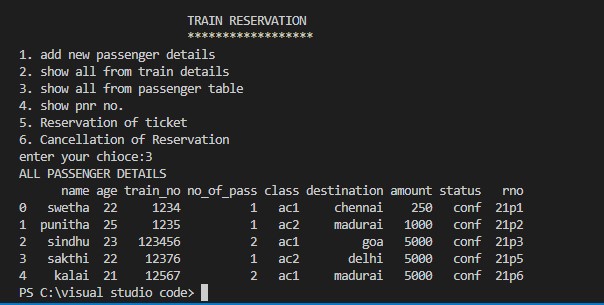 TRAIN RESERVATION
******************
1. add new passenger details
2. show all from train details
3. show all from passenger table
4. show pnr no.
5. Reservation of ticket
6. Cancellation of Reservation
enter your chioce:3
ALL PASSENGER DETAILS
name age train_no no_of_pass class destination amount status rno
0 swetha 22 1234 1 ac1 chennai 250 conf 21p1
1 punitha 25 1235 1 ac2 madurai 1000 conf 21p2
2 sindhu 23 123456 2 ac1 goa 5000 conf 21p3
3 sakthi 22 12376 1 ac2 delhi 5000 conf 21p5
4 kalai 21 12567 2 ac1 madurai 5000 conf 21p6
PS C:\visual studio code>